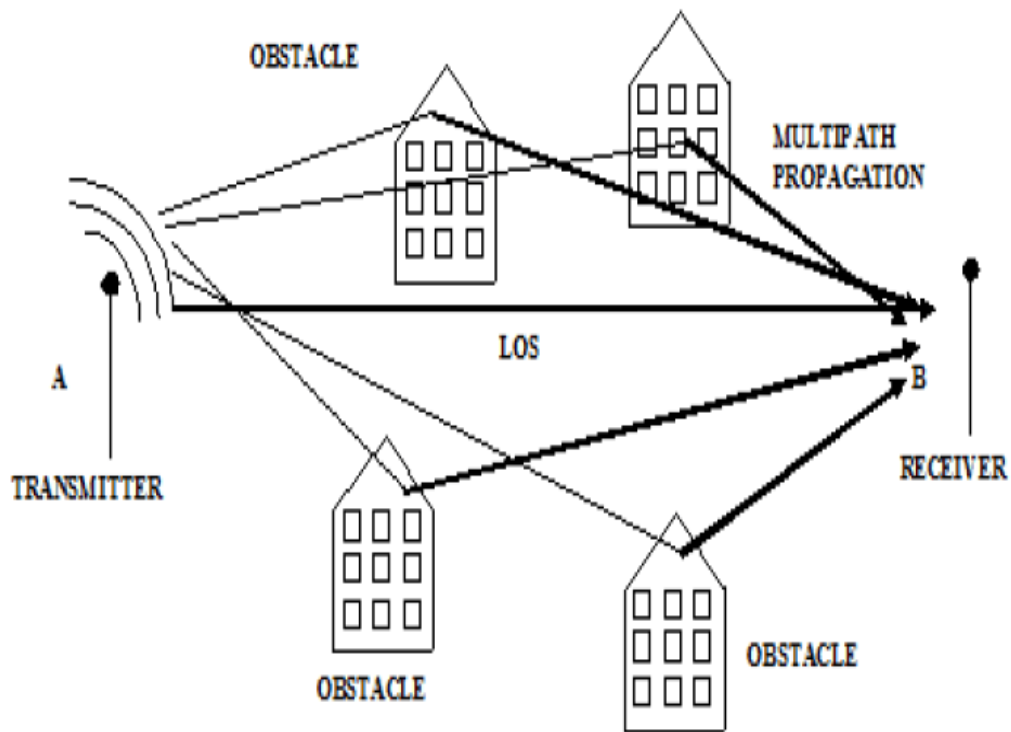 OBSTACLE
MULTIPATH
PROPAGATION
LOS
A
B
TRANSMITTER
RECEIVER
OBSTACLE
OBSTACLE